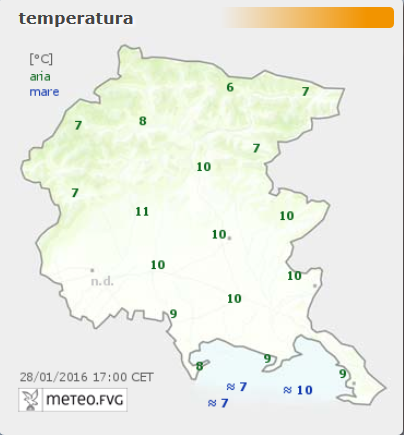 temperatura
[°C]
aria
mare
6
7
7
8
7
10
7
11
10
10
10
10
n.d.
10
9
9
8
9
≈ 7
≈ 10
≈ 7
28/01/2016 17:00 CET
METEO.FVG